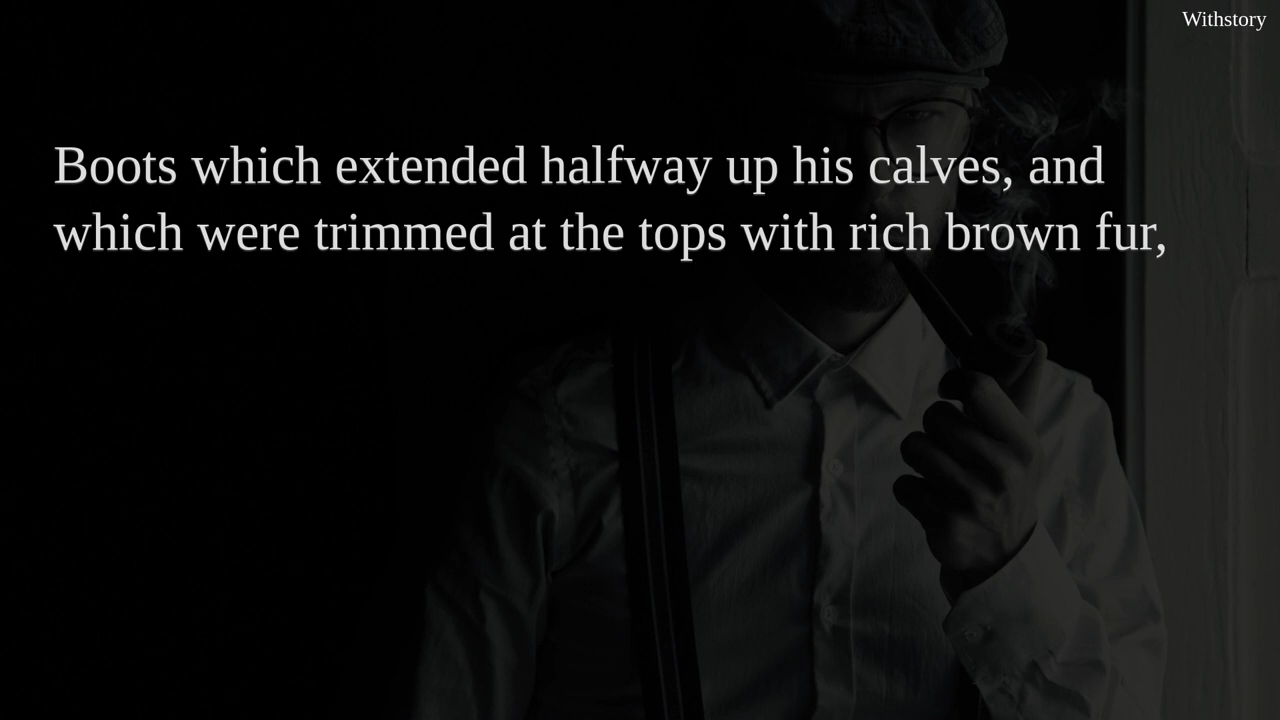 Withstory
Boots which extended halfway up his calves, and
which were trimmed at the tops with rich brown fur,